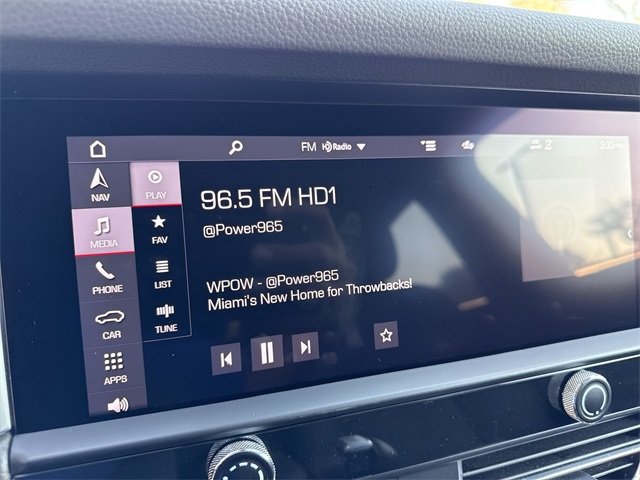 FM HD Radio 3:33 PM
NAV
PLAY
MEDIA
FAV
PHONE
LIST
CAR
TUNE
APPS
96.5 FM HD1
@Power965
WPOW - @Power965
Miami's New Home for Throwbacks!